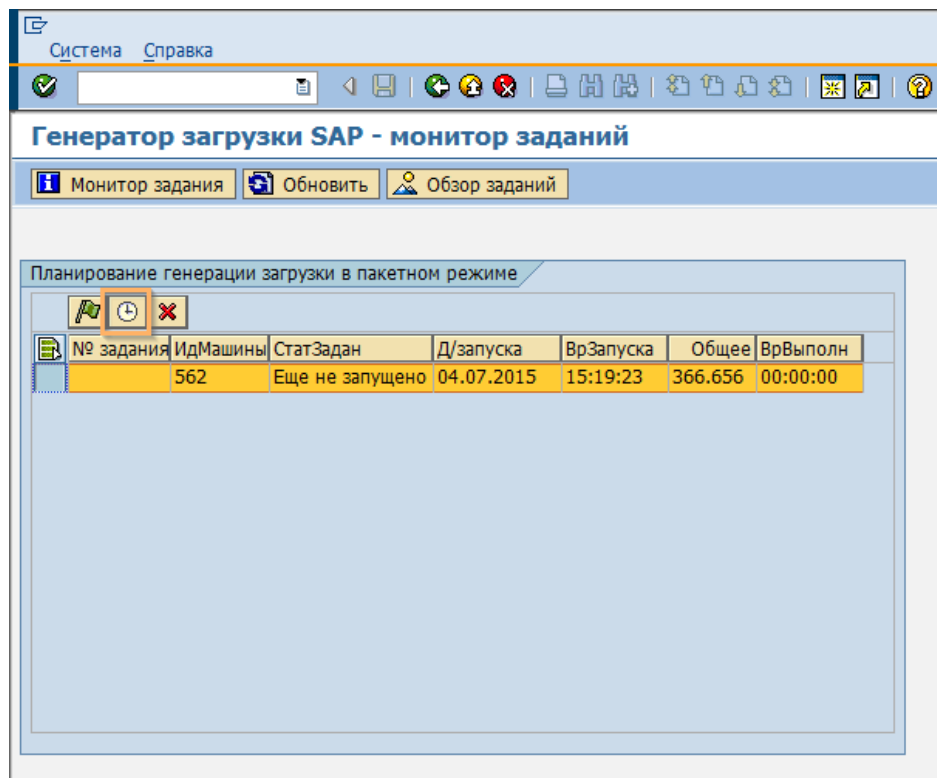 Система Справка
Генератор загрузки SAP - монитор заданий
Монитор задания Обновить Обзор заданий
Планирование генерации загрузки в пакетном режиме
№ задания ИдМашины СтатЗадан Д/запуска ВрЗапуска Общее ВрВыполн
562 Еще не запущено 04.07.2015 15:19:23 366.656 00:00:00